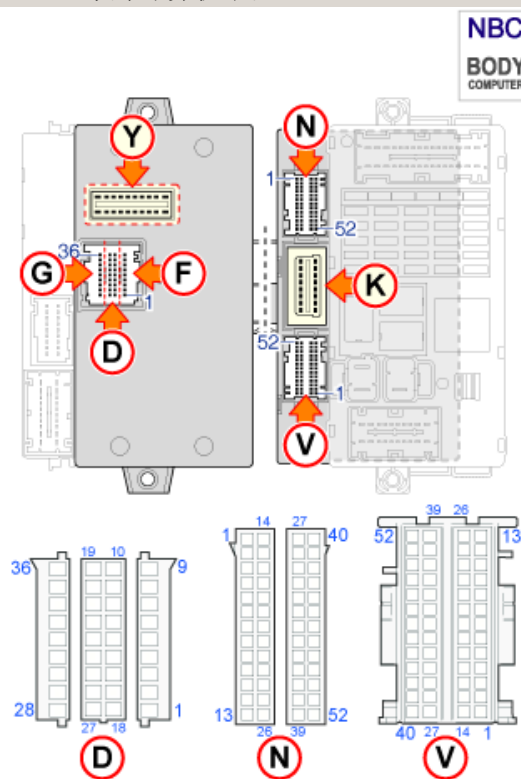 NBC
BODY
COMPUTER
Y
N
1
52
36
G
F
K
1
D
52
1
V
39 26
52 13
14 27
1 40
19 10
36 9
28 1
27 18
13 52
26 39
40 27 14 1
D
N
V